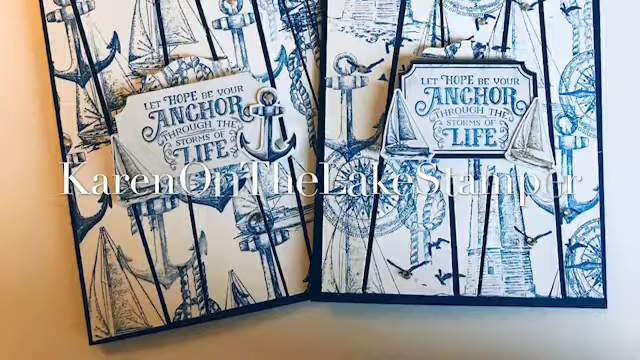 LET HOPE BE YOUR
ANCHOR
THROUGH THE
STORMS OF
LIFE
LET HOPE BE YOUR
ANCHOR
THROUGH THE
STORMS OF
LIFE
KarenOnTheLakeStamper